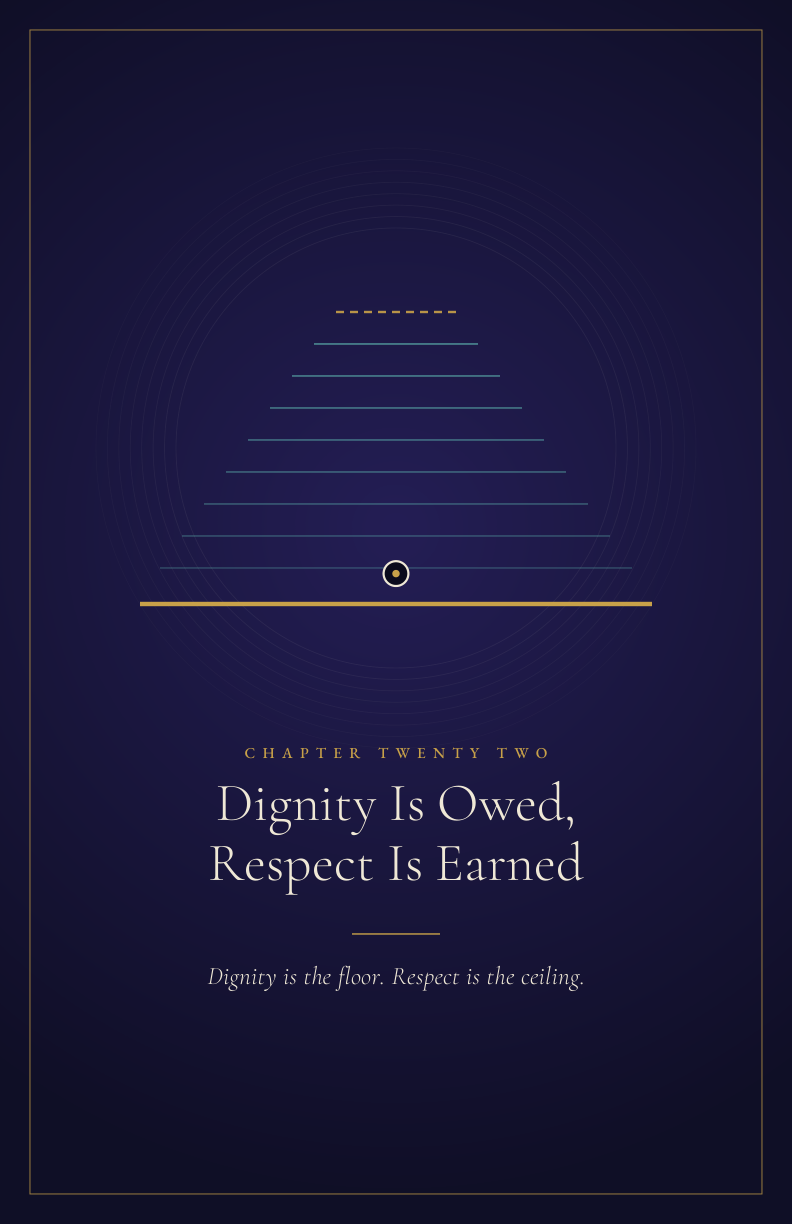 CHAPTER TWENTY TWO
Dignity Is Owed,
Respect Is Earned
Dignity is the floor. Respect is the ceiling.